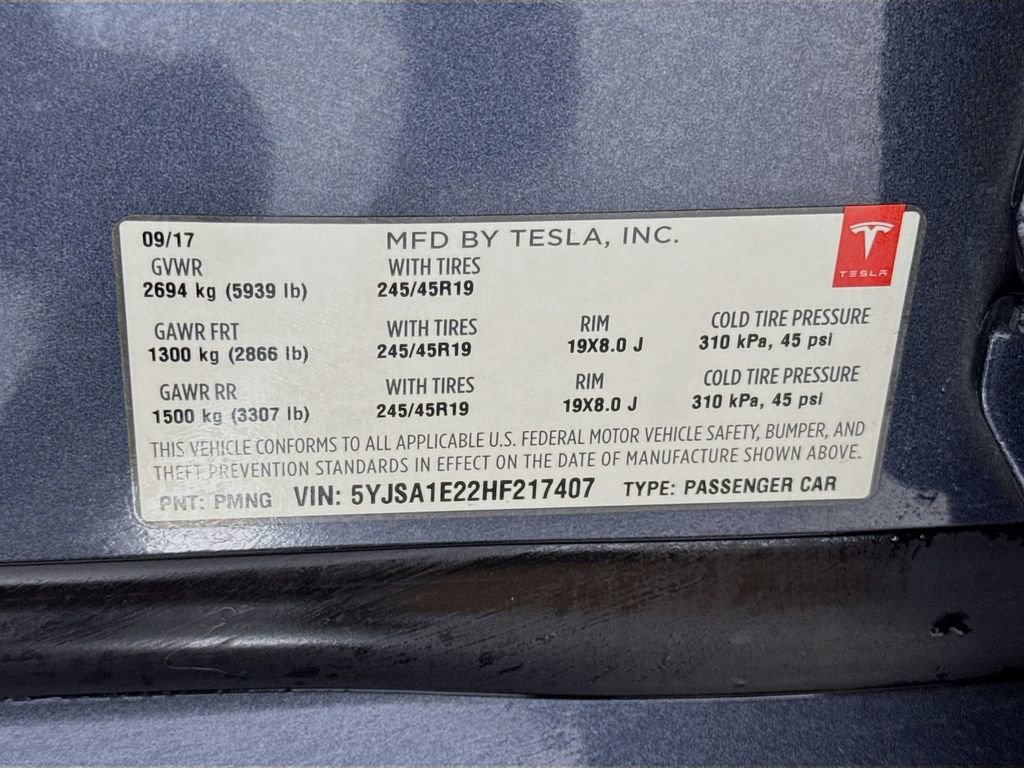 09/17 MFD BY TESLA, INC.
TESLA
GVWR WITH TIRES
2694 kg (5939 lb) 245/45R19
GAWR FRT WITH TIRES RIM COLD TIRE PRESSURE
1300 kg (2866 lb) 245/45R19 19X8.0 J 310 kPa, 45 psi
GAWR RR WITH TIRES RIM COLD TIRE PRESSURE
1500 kg (3307 lb) 245/45R19 19X8.0 J 310 kPa, 45 psi
THIS VEHICLE CONFORMS TO ALL APPLICABLE U.S. FEDERAL MOTOR VEHICLE SAFETY, BUMPER, AND
THEFT PREVENTION STANDARDS IN EFFECT ON THE DATE OF MANUFACTURE SHOWN ABOVE.
PNT: PMNG VIN: 5YJSA1E22HF217407 TYPE: PASSENGER CAR